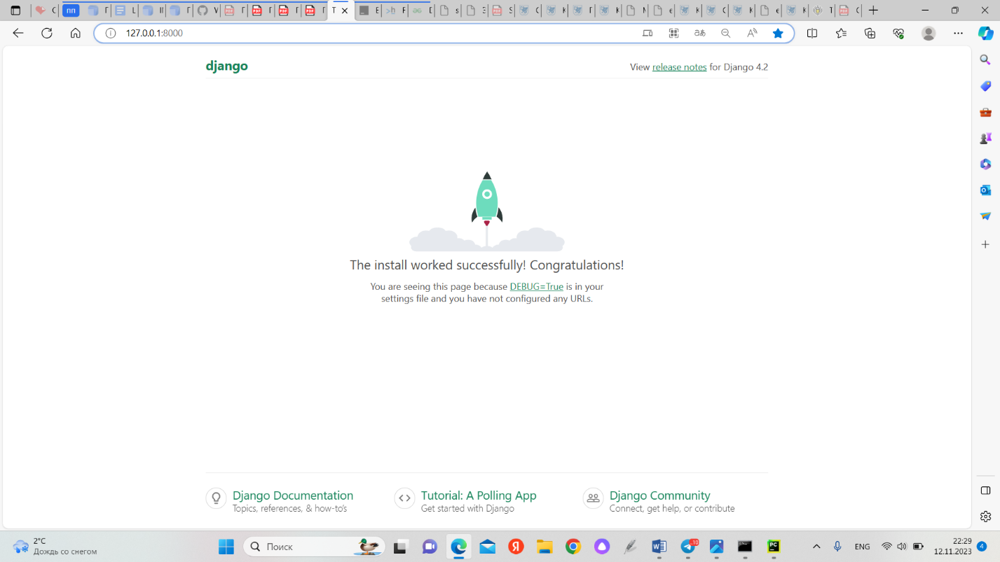 127.0.0.1:8000
django
View release notes for Django 4.2
The install worked successfully! Congratulations!
You are seeing this page because DEBUG=True is in your
settings file and you have not configured any URLs.
Django Documentation
Topics, references, & how-to's
Tutorial: A Polling App
Get started with Django
Django Community
Connect, get help, or contribute
2°C
Дождь со снегом
Поиск
ENG
22:29
12.11.2023
4